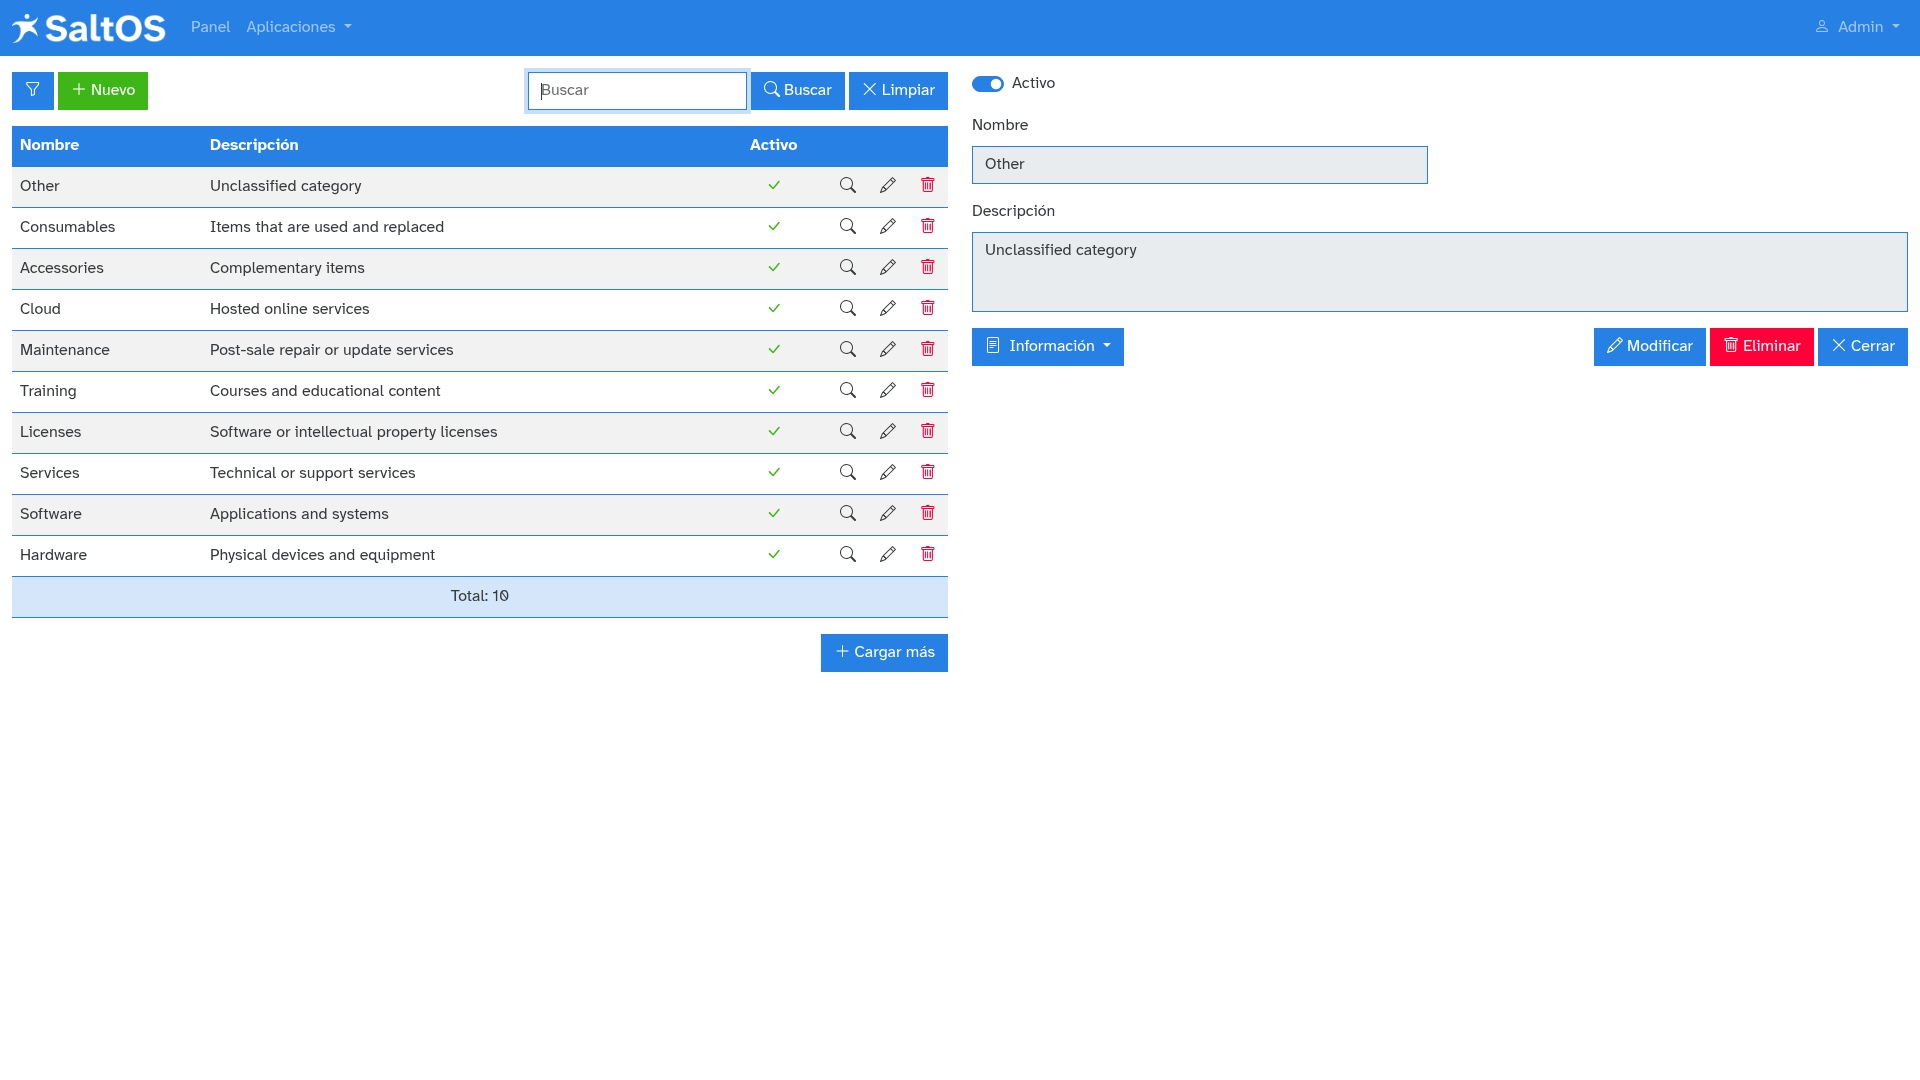 SaltOS Panel Aplicaciones Admin
Nuevo Buscar Buscar Limpiar
Nombre Descripción Activo
Other Unclassified category
Consumables Items that are used and replaced
Accessories Complementary items
Cloud Hosted online services
Maintenance Post-sale repair or update services
Training Courses and educational content
Licenses Software or intellectual property licenses
Services Technical or support services
Software Applications and systems
Hardware Physical devices and equipment
Total: 10
Cargar más
Activo
Nombre
Other
Descripción
Unclassified category
Información Modificar Eliminar Cerrar